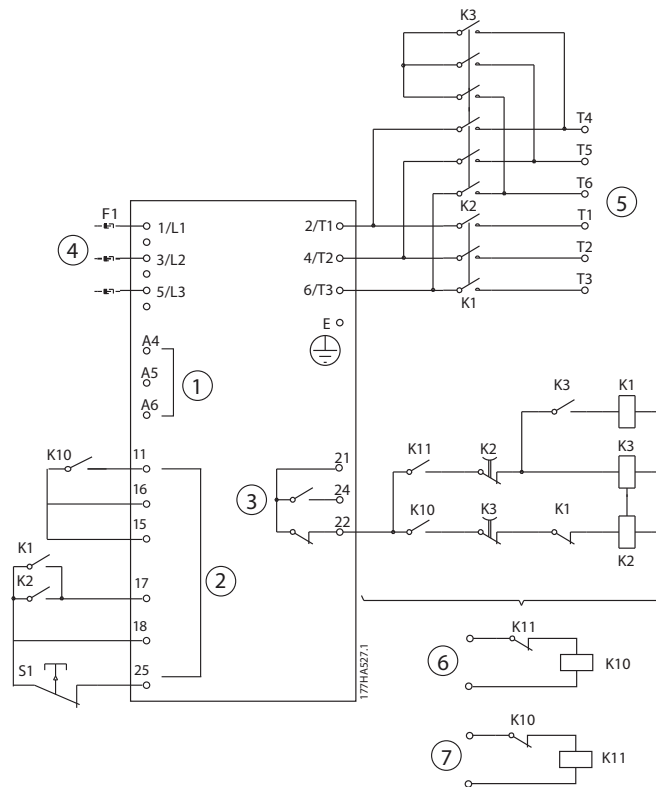 K3
T4
T5
T6
5
F1
1/L1
2/T1
K2
T1
4
3/L2
4/T2
T2
5/L3
6/T3
K1
T3
E
A4
A5
1
A6
K3
K1
K10
11
21
K11
K2
K3
16
3
24
15
22
K10
K3
K1
K2
K1
K2
17
2
18
S1
25
177HA527.1
6
K11
K10
7
K10
K11